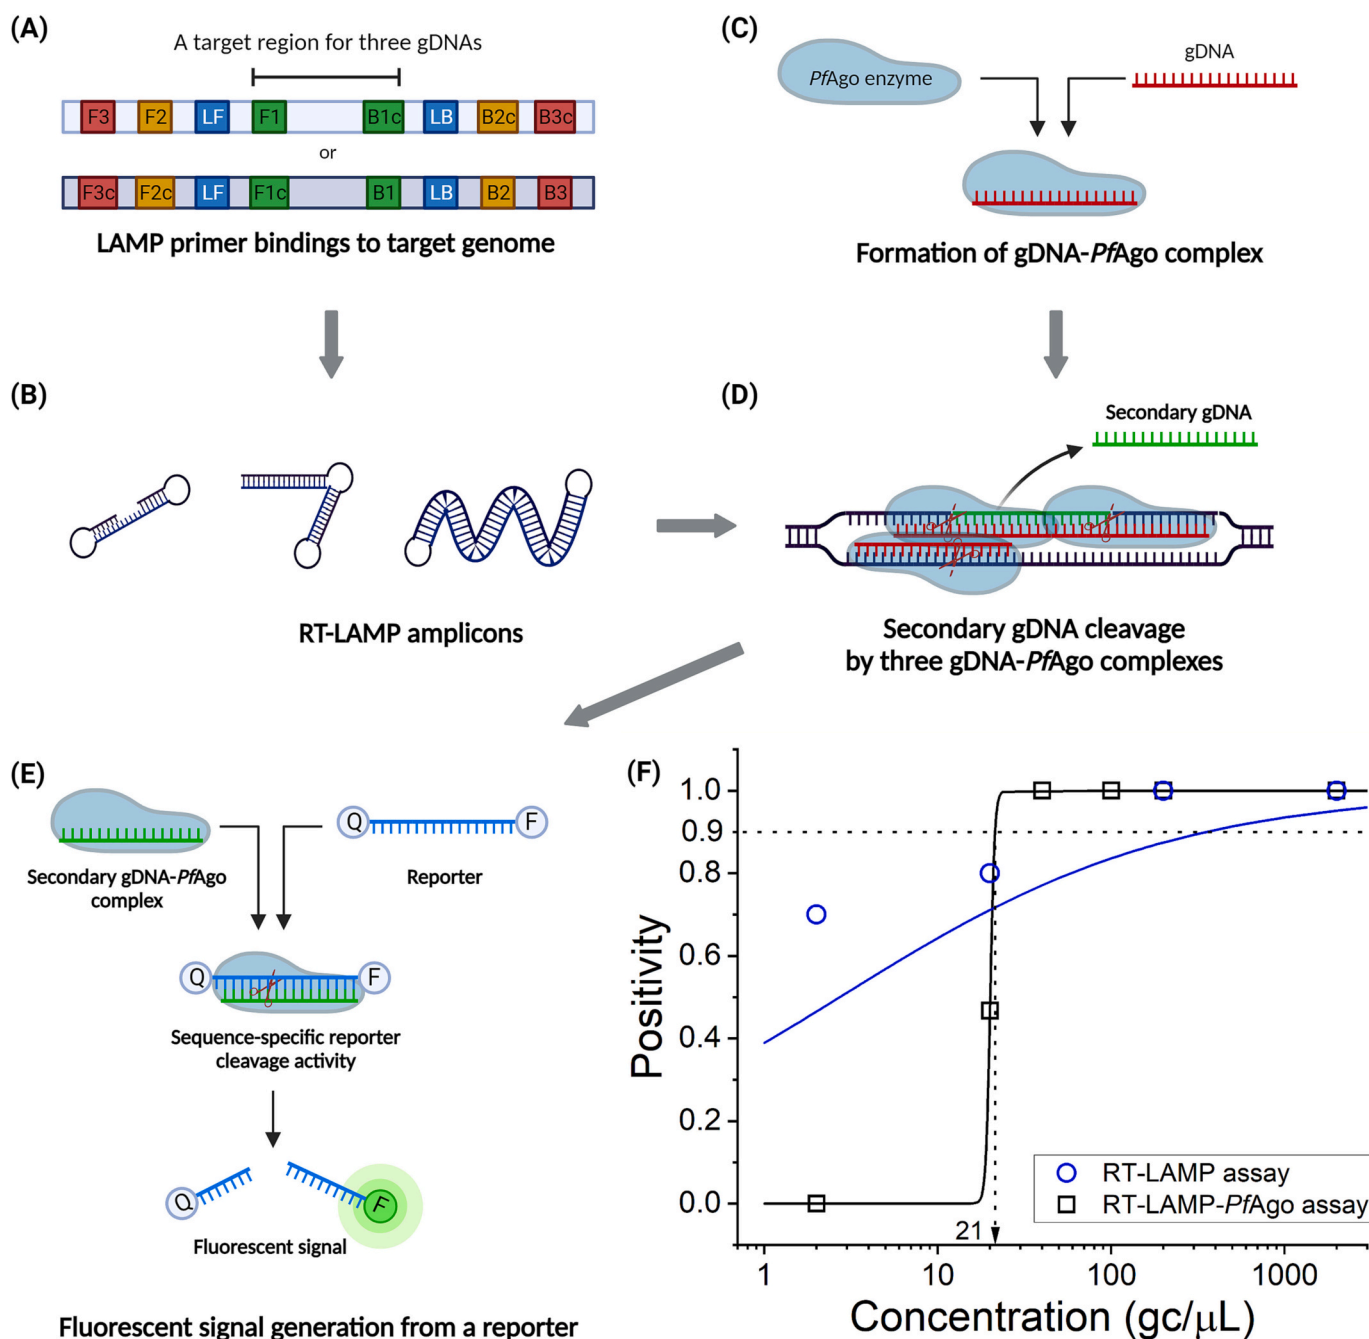 (A)
A target region for three gDNAs
F3 F2 LF F1 B1c LB B2c B3c
or
F3c F2c LF F1c B1 LB B2 B3
LAMP primer bindings to target genome
(C)
PfAgo enzyme
gDNA
Formation of gDNA-PfAgo complex
(B)
RT-LAMP amplicons
(D)
Secondary gDNA
Secondary gDNA cleavage
by three gDNA-PfAgo complexes
(E)
Q F
Secondary gDNA-PfAgo
complex
Reporter
Q F
Sequence-specific reporter
cleavage activity
Q F
Fluorescent signal
Fluorescent signal generation from a reporter
(F)
Positivity
1.0
0.9
0.8
0.6
0.4
0.2
0.0
21
RT-LAMP assay
RT-LAMP-PfAgo assay
1 10 100 1000
Concentration (gc/μL)